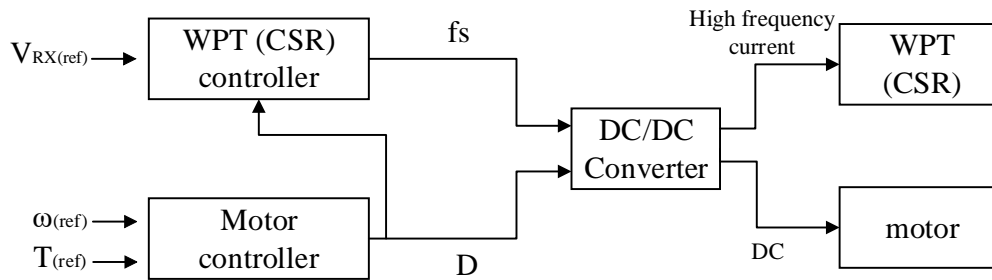 V RX(ref)
WPT (CSR)
controller
fs
High frequency
current
WPT
(CSR)
DC/DC
Converter
ω(ref)
T(ref)
Motor
controller
D
DC
motor